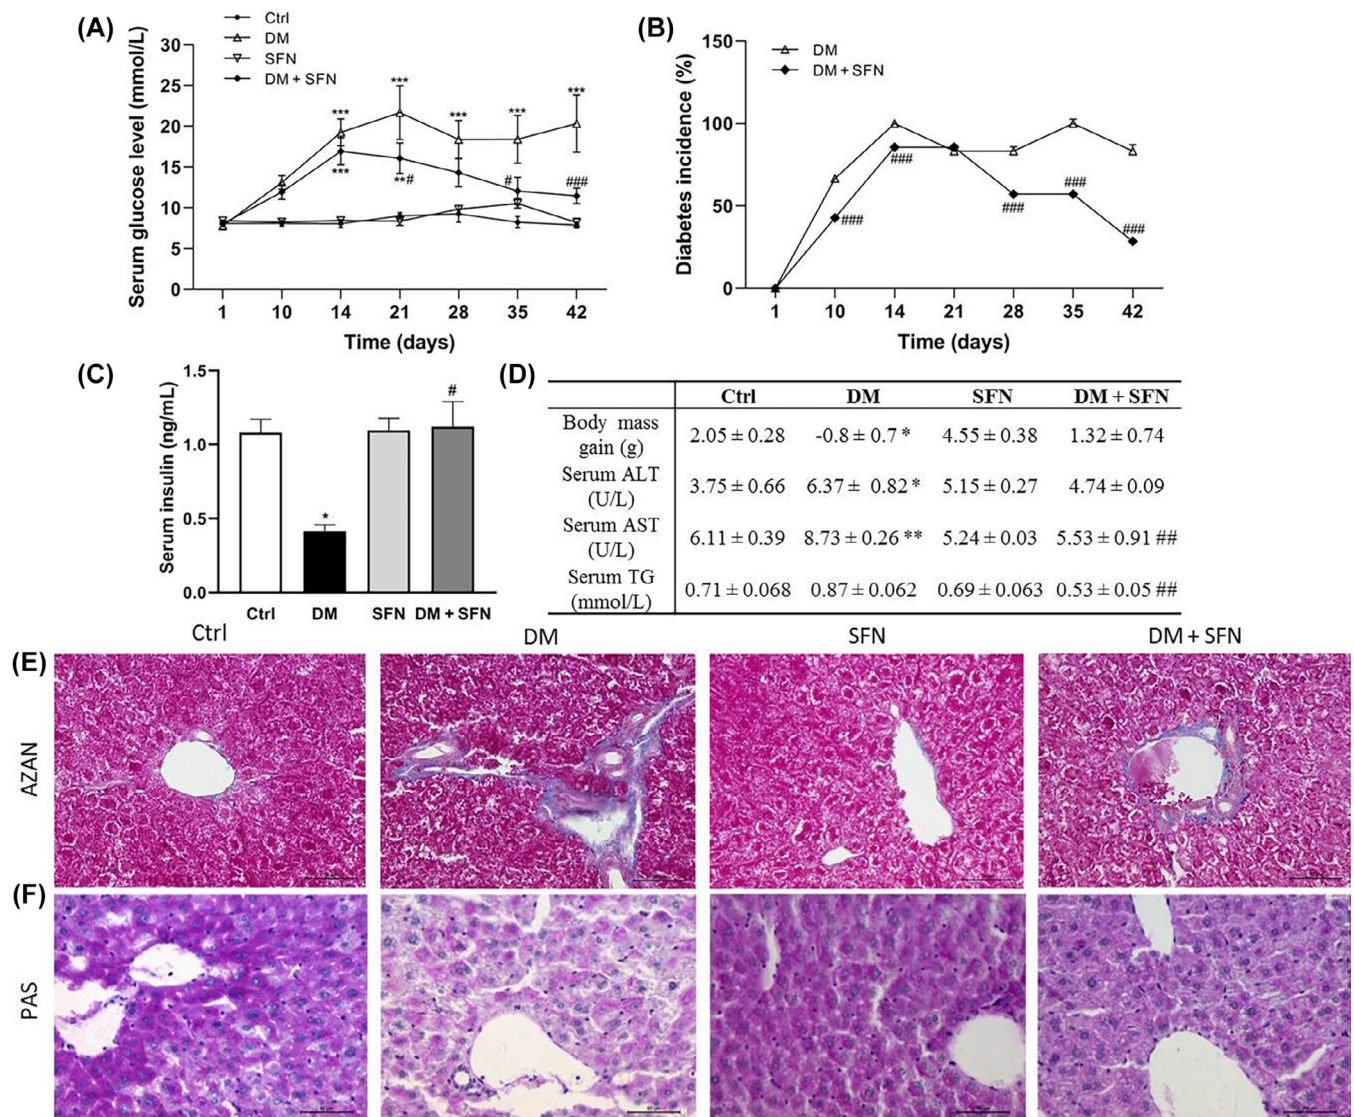 (A)
Ctrl
DM
SFN
DM + SFN
Serum glucose level (mmol/L)
30
25
20
15
10
5
0
***
***
***
***
***
***
**#
#
###
1 10 14 21 28 35 42
Time (days)
(B)
DM
DM + SFN
Diabetes incidence (%)
150
100
50
0
###
###
###
###
###
1 10 14 21 28 35 42
Time (days)
(C)
Serum insulin (ng/mL)
1.5
1.0
0.5
0.0
*
#
Ctrl DM SFN DM + SFN
(D)
Ctrl DM SFN DM + SFN
Body mass
gain (g)
2.05 ± 0.28 -0.8 ± 0.7 * 4.55 ± 0.38 1.32 ± 0.74
Serum ALT
(U/L)
3.75 ± 0.66 6.37 ± 0.82 * 5.15 ± 0.27 4.74 ± 0.09
Serum AST
(U/L)
6.11 ± 0.39 8.73 ± 0.26 ** 5.24 ± 0.03 5.53 ± 0.91 ##
Serum TG
(mmol/L)
0.71 ± 0.068 0.87 ± 0.062 0.69 ± 0.063 0.53 ± 0.05 ##
Ctrl DM SFN DM + SFN
(E)
AZAN
(F)
PAS